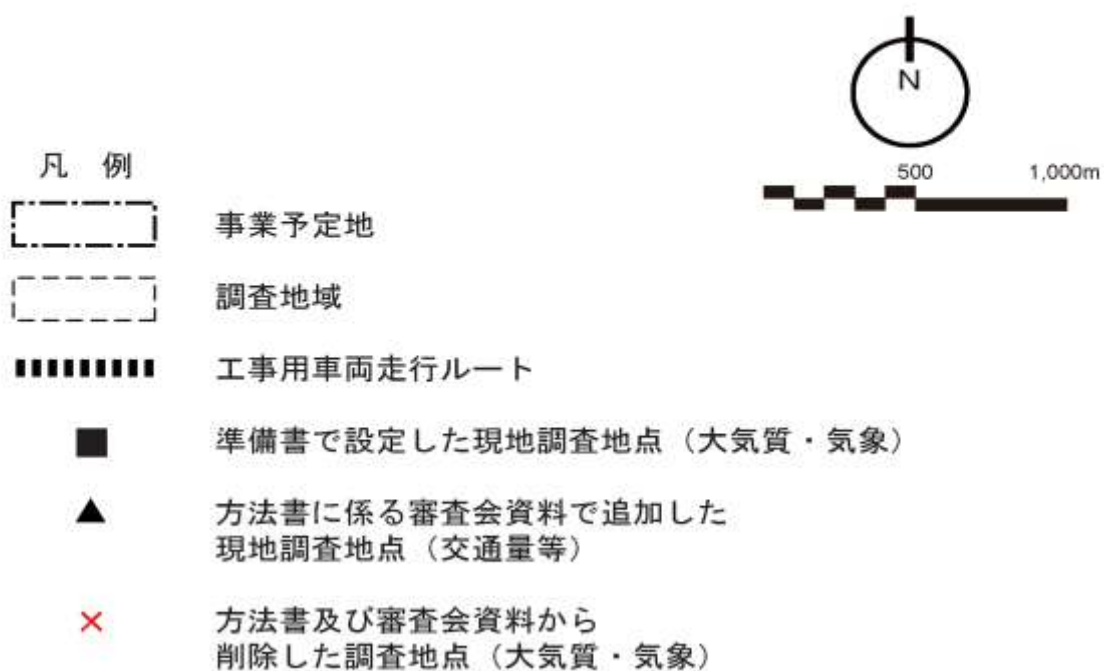 N
500 1,000m
凡 例
事業予定地
調査地域
工事用車両走行ルート
準備書で設定した現地調査地点（大気質・気象）
方法書に係る審査会資料で追加した
現地調査地点（交通量等）
方法書及び審査会資料から
削除した調査地点（大気質・気象）